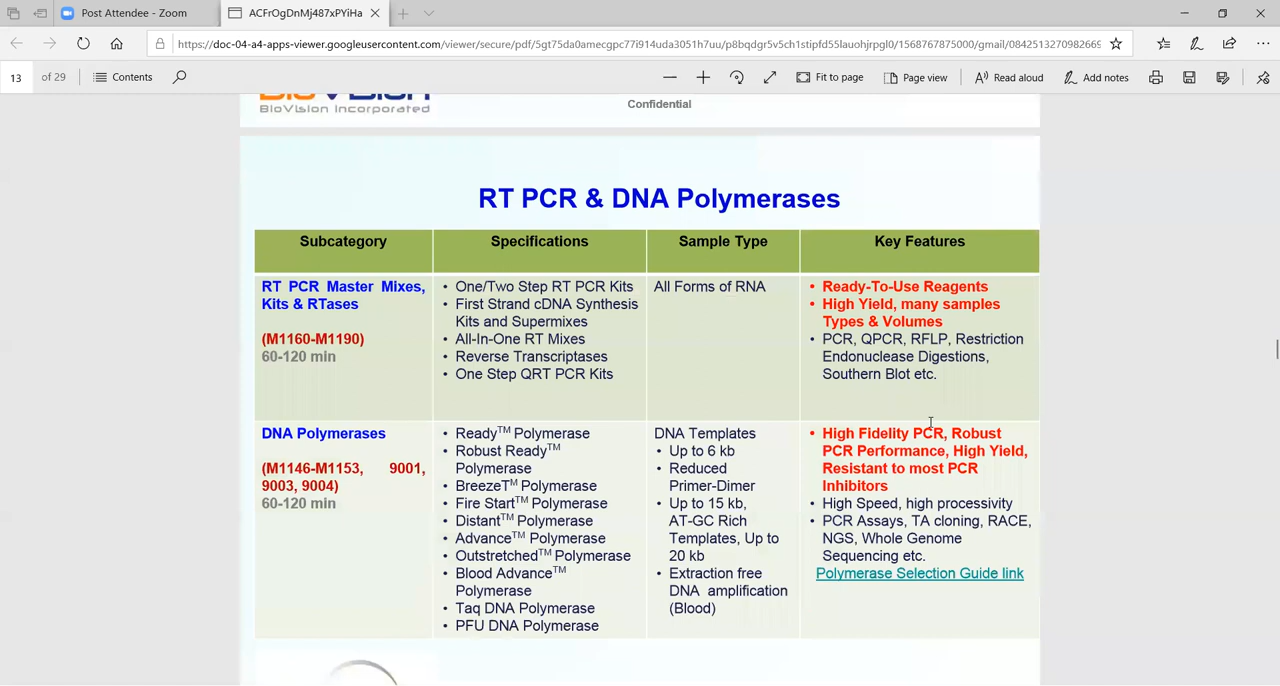 Post Attendee - Zoom
ACFrOgDnMj487xPYiHa
https://doc-04-a4-apps-viewer.googleusercontent.com/viewer/secure/pdf/5gt75da0amecgpc77i914uda3051h7uu/p8bqdgr5v5ch1stipfd55lauohjrpgl0/1568767875000/gmail/0842513270982669
13 of 29 Contents Fit to page Page view Read aloud Add notes
BioVision Incorporated
Confidential
RT PCR & DNA Polymerases
Subcategory
Specifications
Sample Type
Key Features
RT PCR Master Mixes,
Kits & RTases
(M1160-M1190)
60-120 min
• One/Two Step RT PCR Kits
• First Strand cDNA Synthesis
Kits and Supermixes
• All-In-One RT Mixes
• Reverse Transcriptases
• One Step QRT PCR Kits
All Forms of RNA
• Ready-To-Use Reagents
• High Yield, many samples
Types & Volumes
• PCR, QPCR, RFLP, Restriction
Endonuclease Digestions,
Southern Blot etc.
DNA Polymerases
(M1146-M1153, 9001,
9003, 9004)
60-120 min
• Ready™ Polymerase
• Robust Ready™
Polymerase
• BreezeT™ Polymerase
• Fire Start™ Polymerase
• Distant™ Polymerase
• Advance™ Polymerase
• Outstretched™ Polymerase
• Blood Advance™
Polymerase
• Taq DNA Polymerase
• PFU DNA Polymerase
DNA Templates
• Up to 6 kb
• Reduced
Primer-Dimer
• Up to 15 kb,
AT-GC Rich
Templates, Up to
20 kb
• Extraction free
DNA amplification
(Blood)
• High Fidelity PCR, Robust
PCR Performance, High Yield,
Resistant to most PCR
Inhibitors
• High Speed, high processivity
• PCR Assays, TA cloning, RACE,
NGS, Whole Genome
Sequencing etc.
Polymerase Selection Guide link